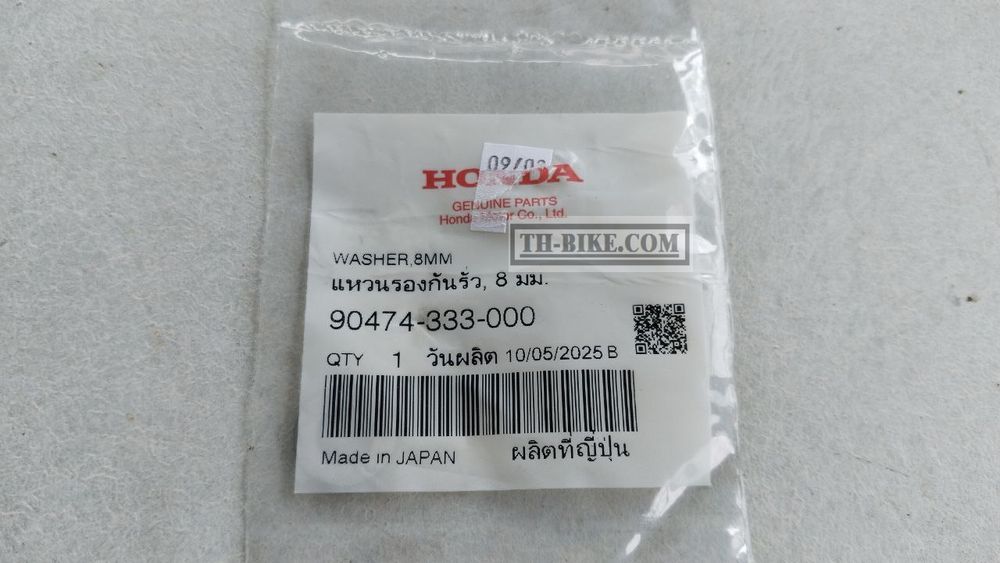 09/02
HONDA
GENUINE PARTS
Honda Motor Co., Ltd.
TH-BIKE.COM
WASHER,8MM
แหวนรองกันรั่ว, 8 มม.
90474-333-000
QTY 1 วันผลิต 10/05/2025 B
Made in JAPAN ผลิตที่ญี่ปุ่น